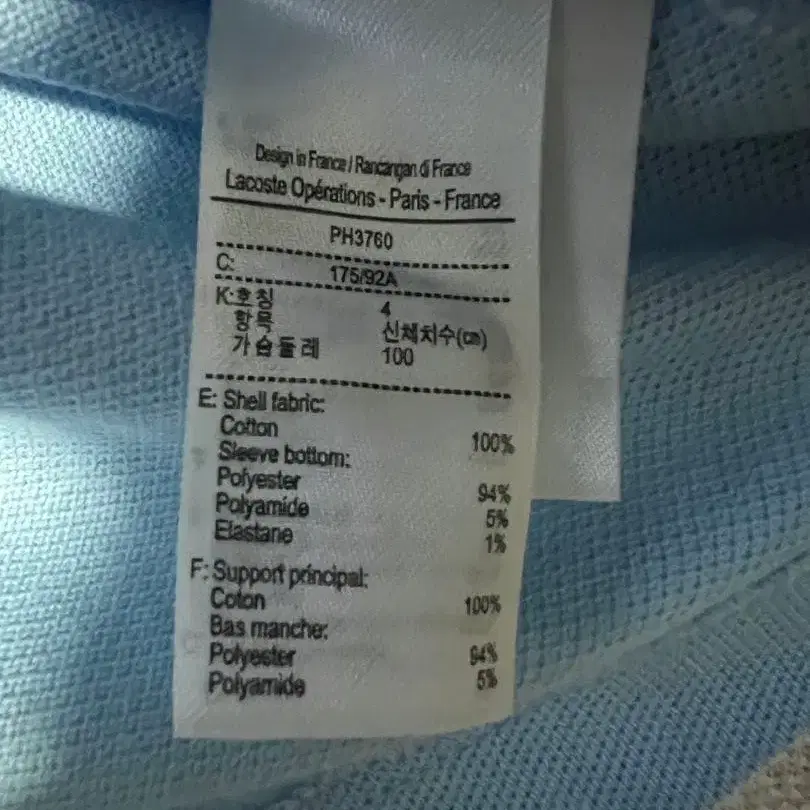 Design in France / Rancangan di France
Lacoste Opérations - Paris - France
PH3760
C: 175/92A
K:호칭 4
항목 신체치수(㎝)
가슴둘레 100
E: Shell fabric:
Cotton 100%
Sleeve bottom:
Polyester 94%
Polyamide 5%
Elastane 1%
F: Support principal:
Coton 100%
Bas manche:
Polyester 94%
Polyamide 5%